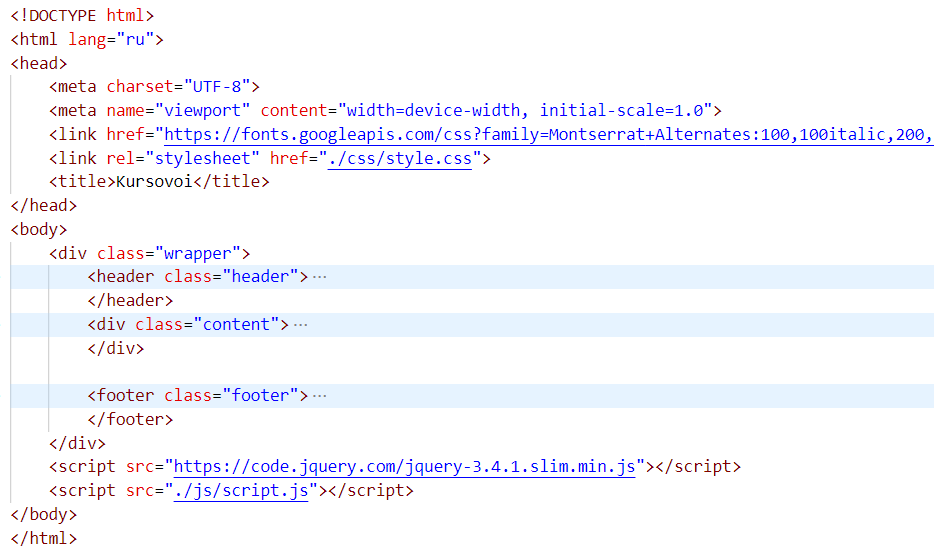 <!DOCTYPE html>
<html lang="ru">
<head>
<meta charset="UTF-8">
<meta name="viewport" content="width=device-width, initial-scale=1.0">
<link href="https://fonts.googleapis.com/css?family=Montserrat+Alternates:100,100italic,200,
<link rel="stylesheet" href="./css/style.css">
<title>Kursovoi</title>
</head>
<body>
<div class="wrapper">
<header class="header"> ···
</header>
<div class="content"> ···
</div>
<footer class="footer"> ···
</footer>
</div>
<script src="https://code.jquery.com/jquery-3.4.1.slim.min.js"></script>
<script src="./js/script.js"></script>
</body>
</html>